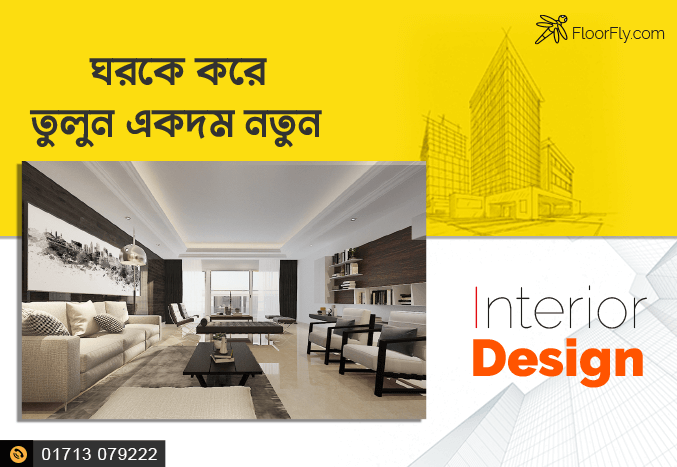 FloorFly.com
ঘরকে করে
তুলুন একদম নতুন
Interior
Design
01713 079222